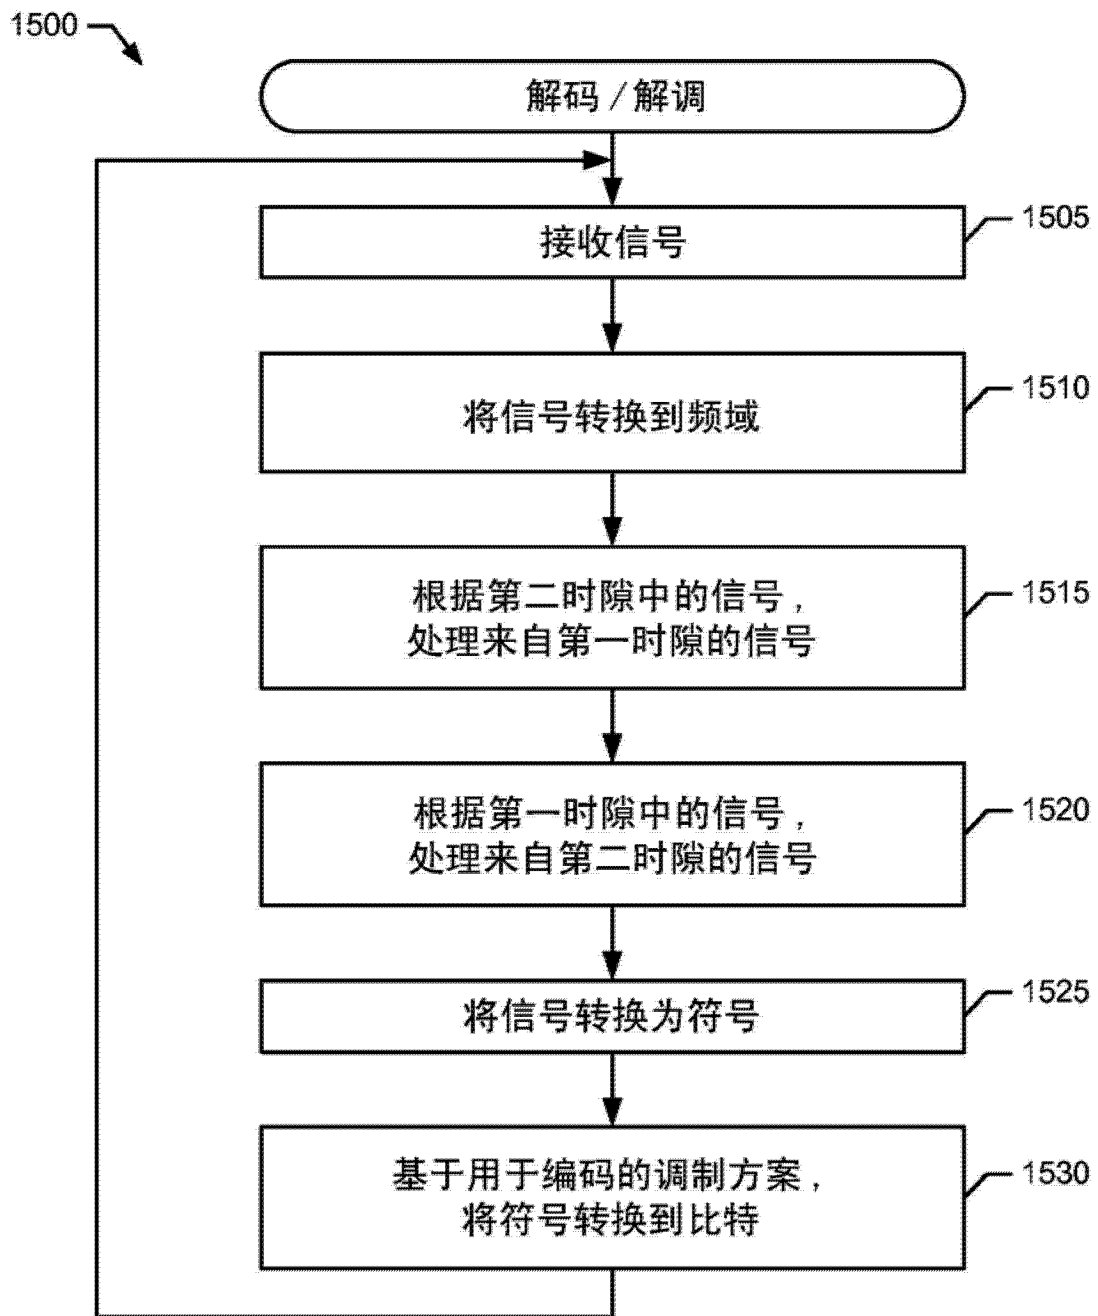 1500
解码 / 解调
接收信号
1505
将信号转换到频域
1510
根据第二时隙中的信号,
处理来自第一时隙的信号
1515
根据第一时隙中的信号,
处理来自第二时隙的信号
1520
将信号转换为符号
1525
基于用于编码的调制方案,
将符号转换到比特
1530